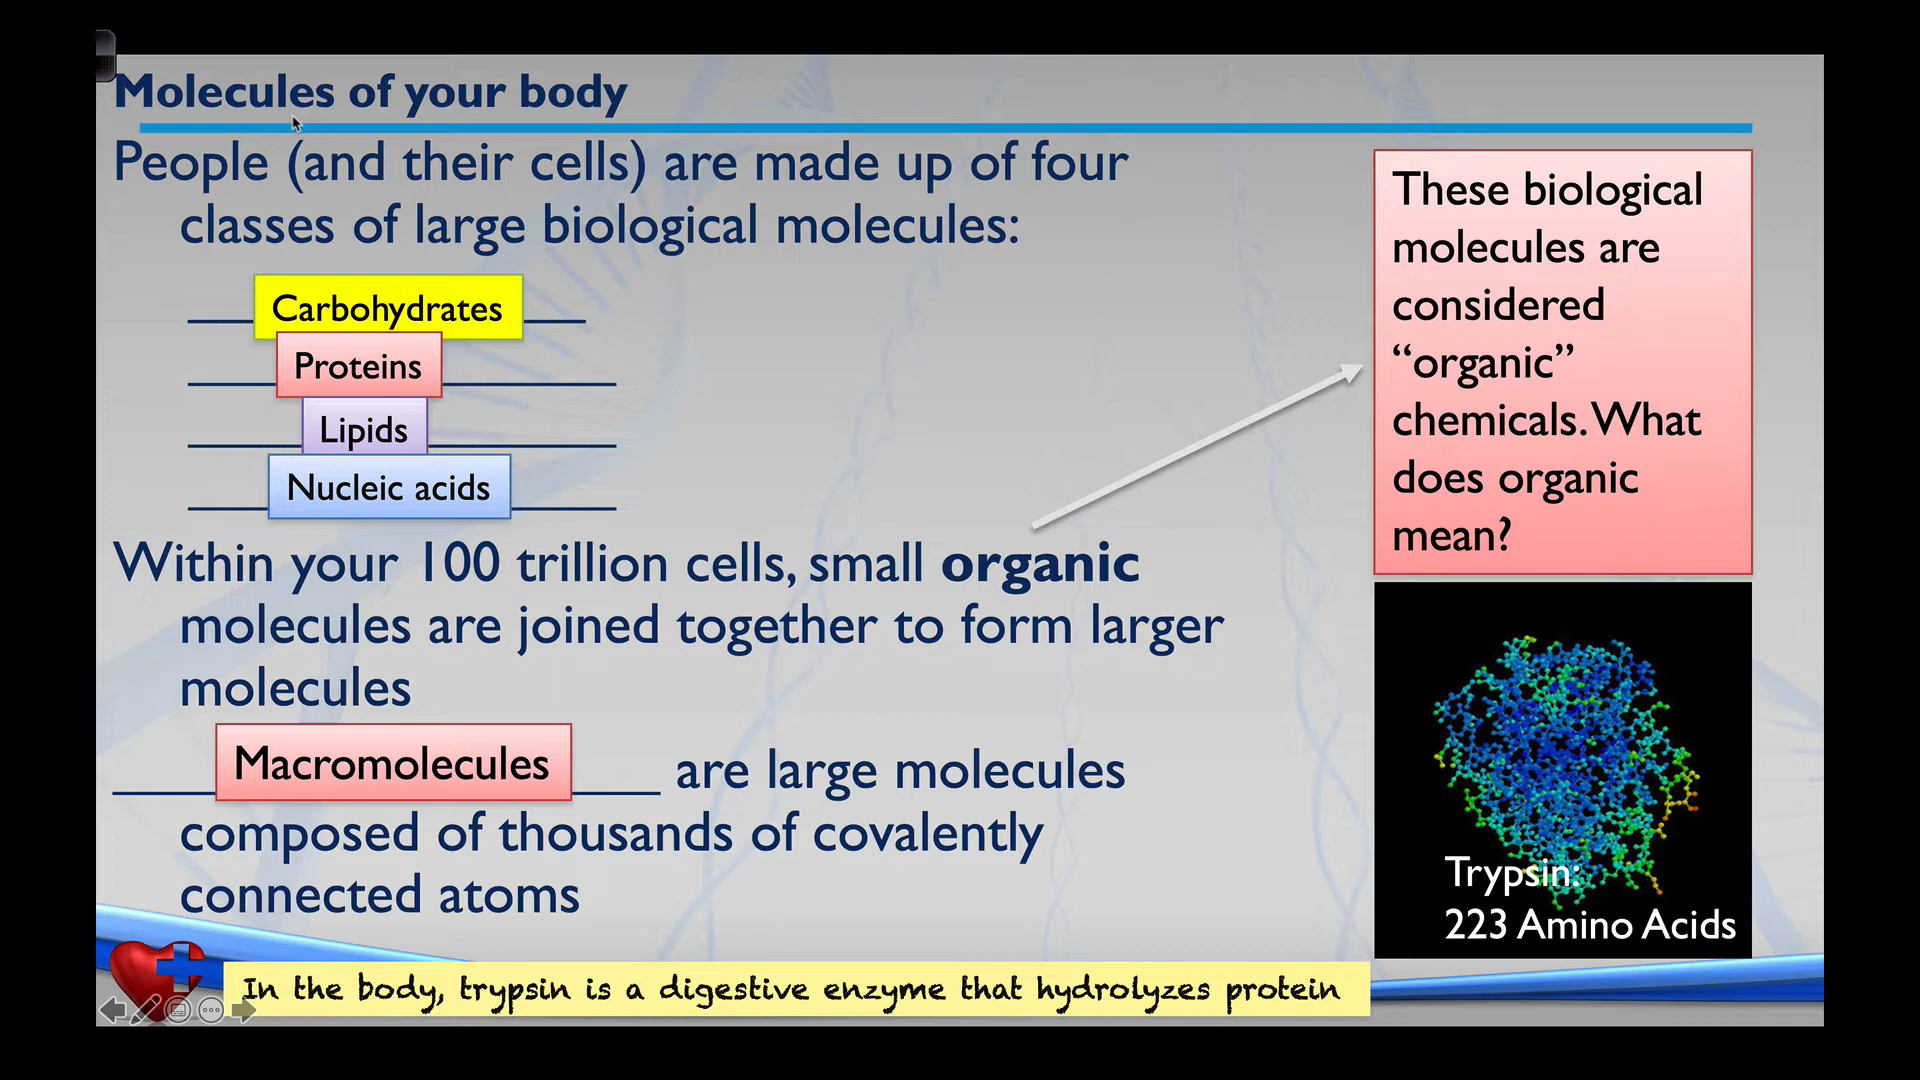 Molecules of your body
People (and their cells) are made up of four
classes of large biological molecules:
Carbohydrates
Proteins
Lipids
Nucleic acids
Within your 100 trillion cells, small organic
molecules are joined together to form larger
molecules
Macromolecules are large molecules
composed of thousands of covalently
connected atoms
These biological
molecules are
considered
“organic”
chemicals. What
does organic
mean?
Trypsin:
223 Amino Acids
In the body, trypsin is a digestive enzyme that hydrolyzes protein